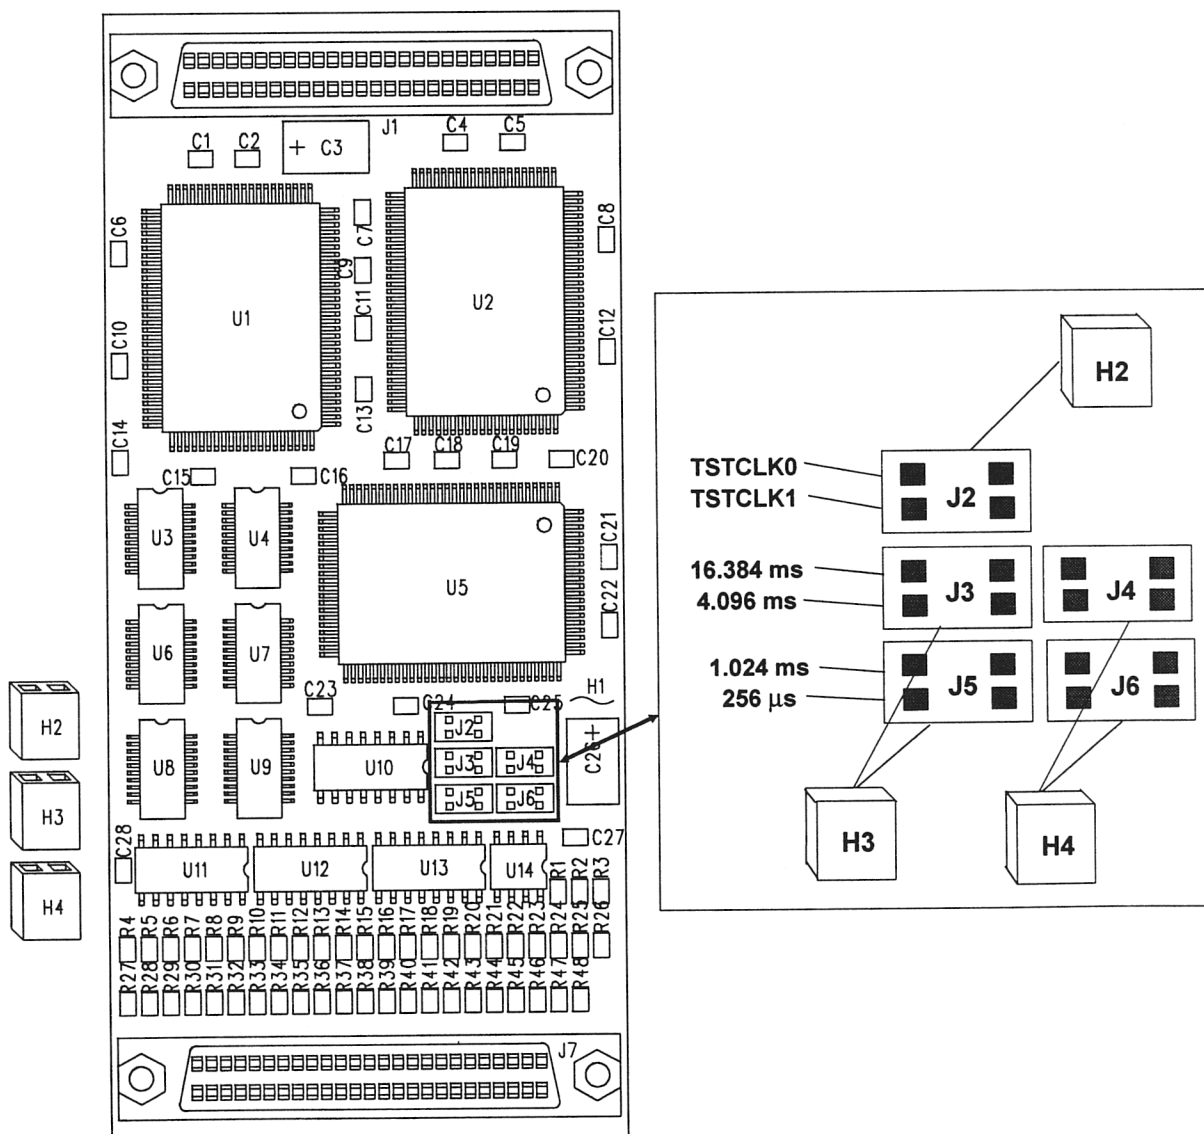 J1
C1
C2
+ C3
C4
C5
C6
C7
C8
C9
U1
U2
C10
C11
C12
C13
C14
C15
C16
C17
C18
C19
C20
U3
U4
U5
C21
C22
U6
U7
C23
C24
C25
H1
U8
U9
U10
J2
J3
J4
J5
J6
C26 +
C27
C28
U11
U12
U13
U14
R1
R2
R3
R4
R5
R6
R7
R8
R9
R10
R11
R12
R13
R14
R15
R16
R17
R18
R19
R20
R21
R22
R23
R24
R25
R26
R27
R28
R29
R30
R31
R32
R33
R34
R35
R36
R37
R38
R39
R40
R41
R42
R43
R44
R45
R46
R47
R48
J7
H2
H3
H4
H2
TSTCLK0
TSTCLK1
J2
16.384 ms
4.096 ms
J3
J4
1.024 ms
256 µs
J5
J6
H3
H4